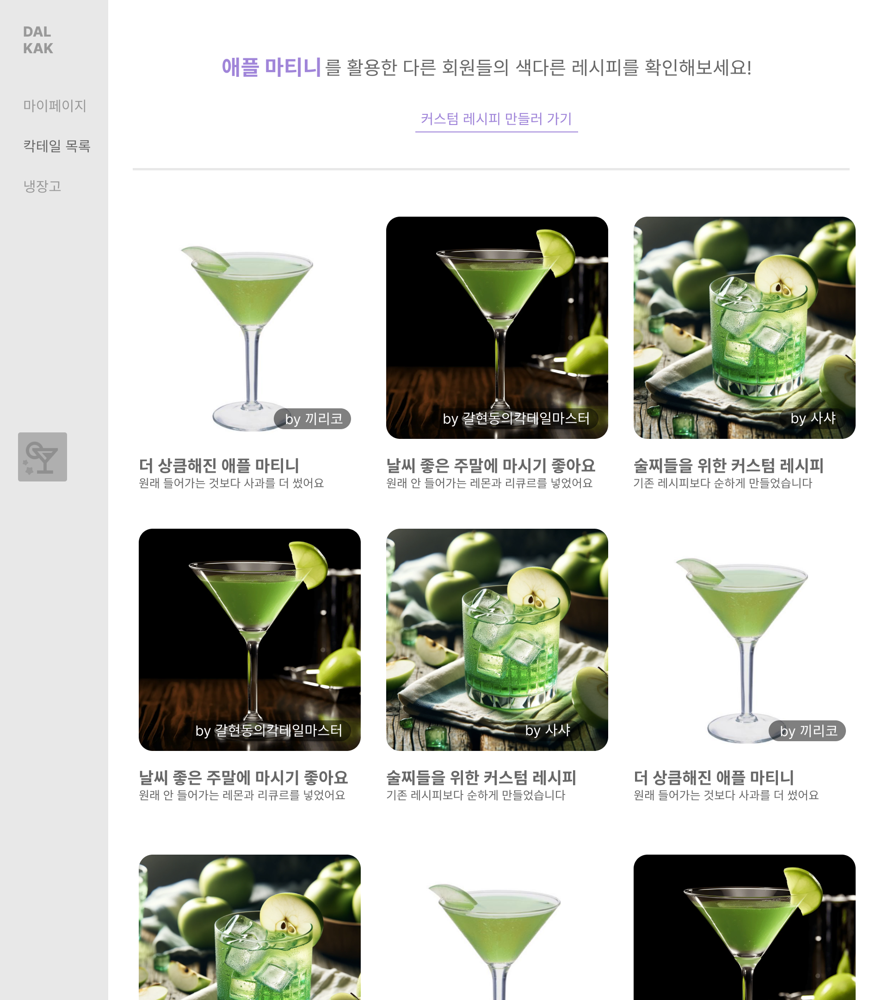 DAL
KAK
마이페이지
칵테일 목록
냉장고
애플 마티니를 활용한 다른 회원들의 색다른 레시피를 확인해보세요!
커스텀 레시피 만들러 가기
by 끼리코
by 갈현동의칵테일마스터
by 사샤
더 상큼해진 애플 마티니
원래 들어가는 것보다 사과를 더 썼어요
날씨 좋은 주말에 마시기 좋아요
원래 안 들어가는 레몬과 리큐르를 넣었어요
술찌들을 위한 커스텀 레시피
기존 레시피보다 순하게 만들었습니다
by 갈현동의칵테일마스터
by 사샤
by 끼리코
날씨 좋은 주말에 마시기 좋아요
원래 안 들어가는 레몬과 리큐르를 넣었어요
술찌들을 위한 커스텀 레시피
기존 레시피보다 순하게 만들었습니다
더 상큼해진 애플 마티니
원래 들어가는 것보다 사과를 더 썼어요